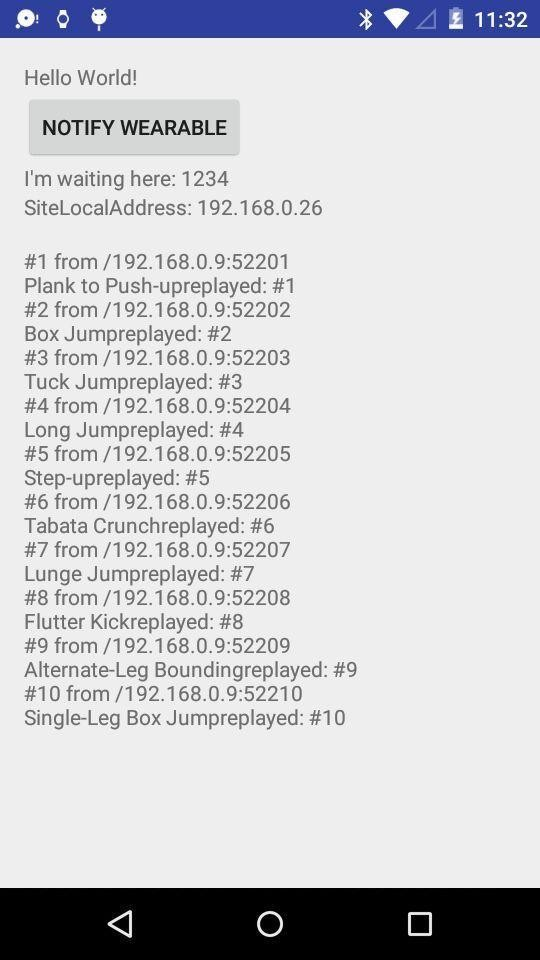 11:32
Hello World!
NOTIFY WEARABLE
I'm waiting here: 1234
SiteLocalAddress: 192.168.0.26
#1 from /192.168.0.9:52201
Plank to Push-upreplayed: #1
#2 from /192.168.0.9:52202
Box Jumpreplayed: #2
#3 from /192.168.0.9:52203
Tuck Jumpreplayed: #3
#4 from /192.168.0.9:52204
Long Jumpreplayed: #4
#5 from /192.168.0.9:52205
Step-upreplayed: #5
#6 from /192.168.0.9:52206
Tabata Crunchreplayed: #6
#7 from /192.168.0.9:52207
Lunge Jumpreplayed: #7
#8 from /192.168.0.9:52208
Flutter Kickreplayed: #8
#9 from /192.168.0.9:52209
Alternate-Leg Boundingreplayed: #9
#10 from /192.168.0.9:52210
Single-Leg Box Jumpreplayed: #10